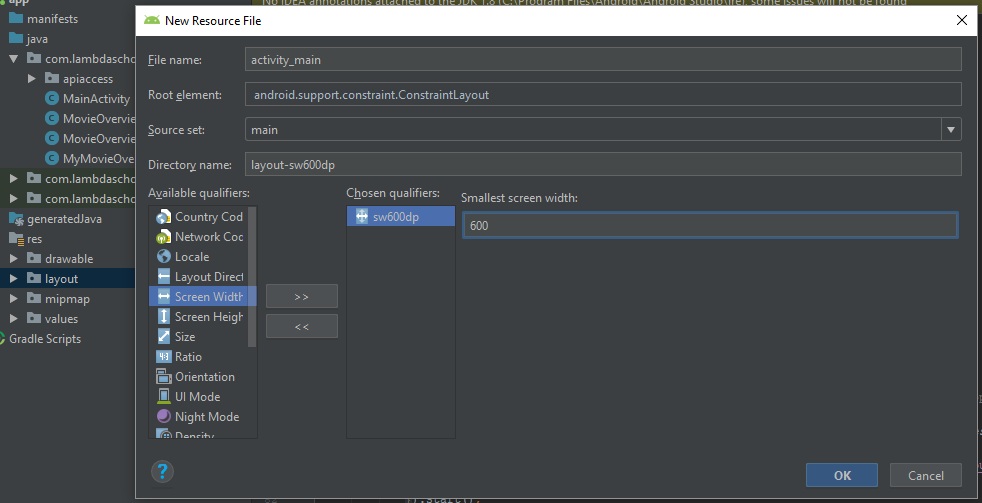 app
No IDEA annotations attached to the JDK 1.8 (C:\Program Files\Android\Android Studio\jre), some issues will not be found
manifests
java
com.lambdascho
apiaccess
MainActivity
MovieOvervie
MovieOvervie
MyMovieOve
com.lambdascho
com.lambdascho
generatedJava
res
drawable
layout
mipmap
values
Gradle Scripts
New Resource File
File name:
activity_main
Root element:
android.support.constraint.ConstraintLayout
Source set:
main
Directory name:
layout-sw600dp
Available qualifiers:
Country Cod
Network Cod
Locale
Layout Direct
Screen Width
Screen Heigh
Size
Ratio
Orientation
UI Mode
Night Mode
Density
>>
<<
Chosen qualifiers:
sw600dp
Smallest screen width:
600
?
OK
Cancel
}).start();